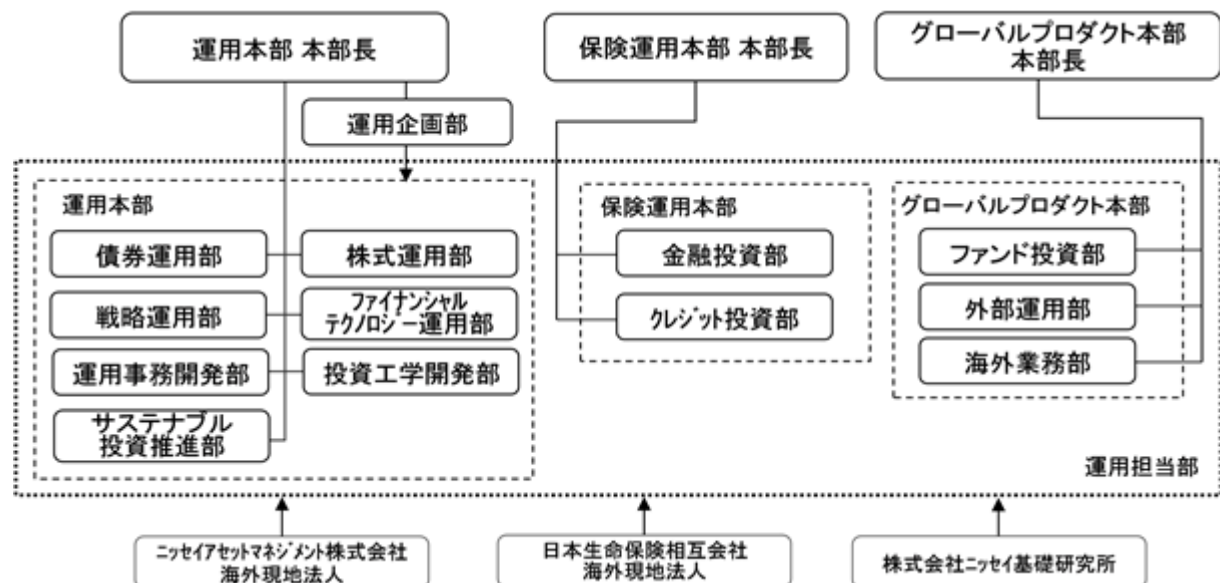 運用本部 本部長
保険運用本部 本部長
グローバルプロダクト本部
本部長
運用企画部
運用本部
債券運用部
株式運用部
戦略運用部
ファイナンシャル
テクノロジー運用部
運用事務開発部
投資工学開発部
サステナブル
投資推進部
保険運用本部
金融投資部
クレジット投資部
グローバルプロダクト本部
ファンド投資部
外部運用部
海外業務部
運用担当部
ニッセイアセットマネジメント株式会社
海外現地法人
日本生命保険相互会社
海外現地法人
株式会社ニッセイ基礎研究所